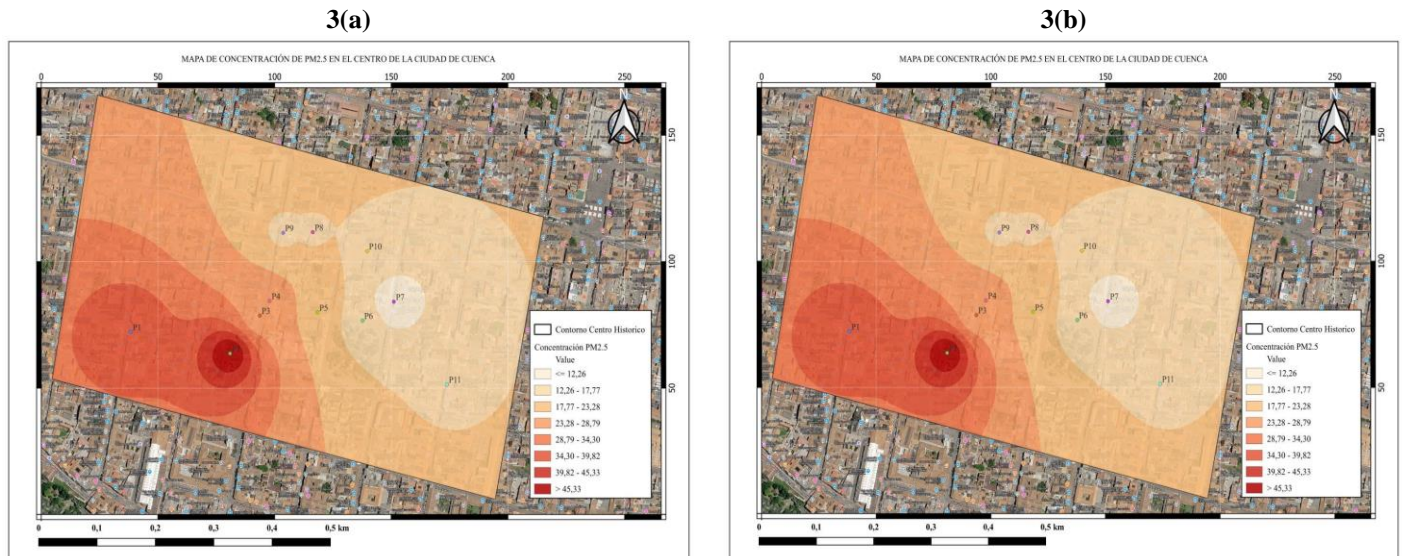 3(a)
MAPA DE CONCENTRACIÓN DE PM2.5 EN EL CENTRO DE LA CIUDAD DE CUENCA
0 50 100 150 200 250
N
150
100
50
P9
P8
P10
P7
P4
P3
P5
P6
P1
P11
Contorno Centro Historico
Concentración PM2.5
Value
<= 12,26
12,26 - 17,77
17,77 - 23,28
23,28 - 28,79
28,79 - 34,30
34,30 - 39,82
39,82 - 45,33
> 45,33
0 0,1 0,2 0,3 0,5 km
3(b)
MAPA DE CONCENTRACIÓN DE PM2.5 EN EL CENTRO DE LA CIUDAD DE CUENCA
0 50 100 150 200 250
N
150
100
50
P9
P8
P10
P7
P4
P3
P5
P6
P1
P11
Contorno Centro Historico
Concentración PM2.5
Value
<= 12,26
12,26 - 17,77
17,77 - 23,28
23,28 - 28,79
28,79 - 34,30
34,30 - 39,82
39,82 - 45,33
> 45,33
0 0,1 0,2 0,3 0,5 km